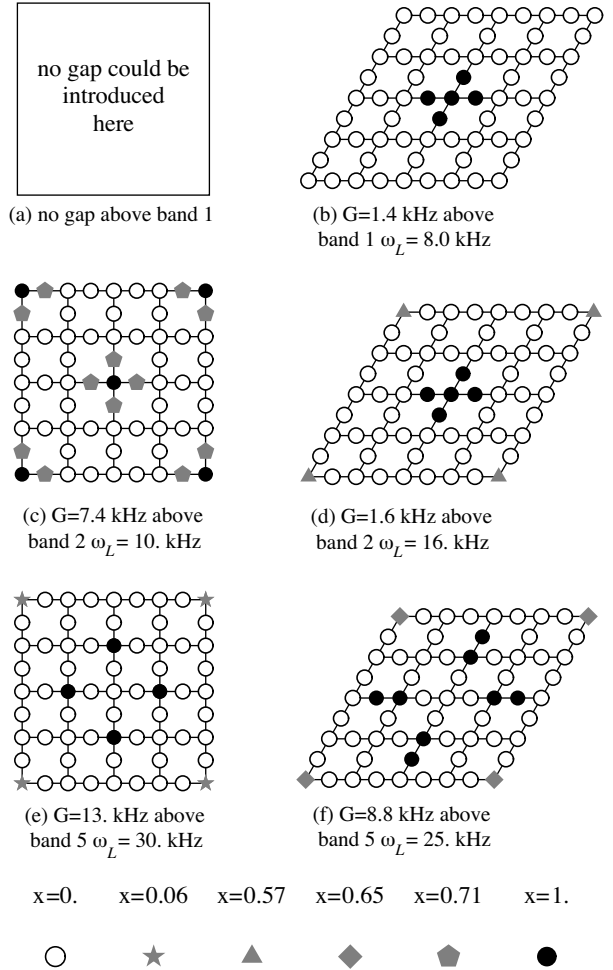 no gap could be
introduced
here
(a) no gap above band 1
(b) G=1.4 kHz above
band 1 ω_L= 8.0 kHz
(c) G=7.4 kHz above
band 2 ω_L= 10. kHz
(d) G=1.6 kHz above
band 2 ω_L= 16. kHz
(e) G=13. kHz above
band 5 ω_L= 30. kHz
(f) G=8.8 kHz above
band 5 ω_L= 25. kHz
x=0. x=0.06 x=0.57 x=0.65 x=0.71 x=1.